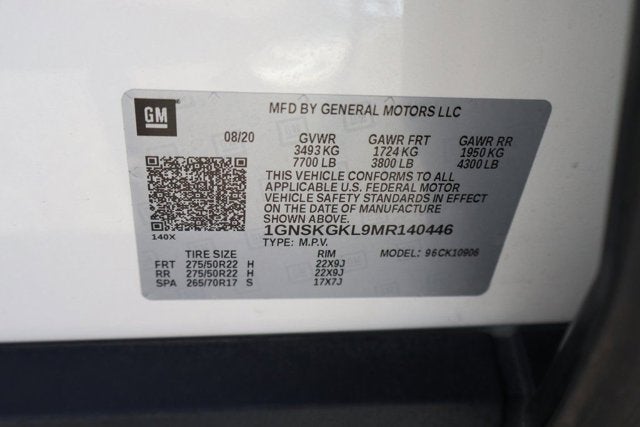 GM
MFD BY GENERAL MOTORS LLC
08/20 GVWR GAWR FRT GAWR RR
3493 KG 1724 KG 1950 KG
7700 LB 3800 LB 4300 LB
THIS VEHICLE CONFORMS TO ALL
APPLICABLE U.S. FEDERAL MOTOR
VEHICLE SAFETY STANDARDS IN EFFECT
ON THE DATE OF MANUFACTURE
SHOWN ABOVE.
140X
1GNSKGKL9MR140446
TYPE: M.P.V. MODEL: 96CK10906
TIRE SIZE RIM
FRT 275/50R22 H 22X9J
RR 275/50R22 H 22X9J
SPA 265/70R17 S 17X7J